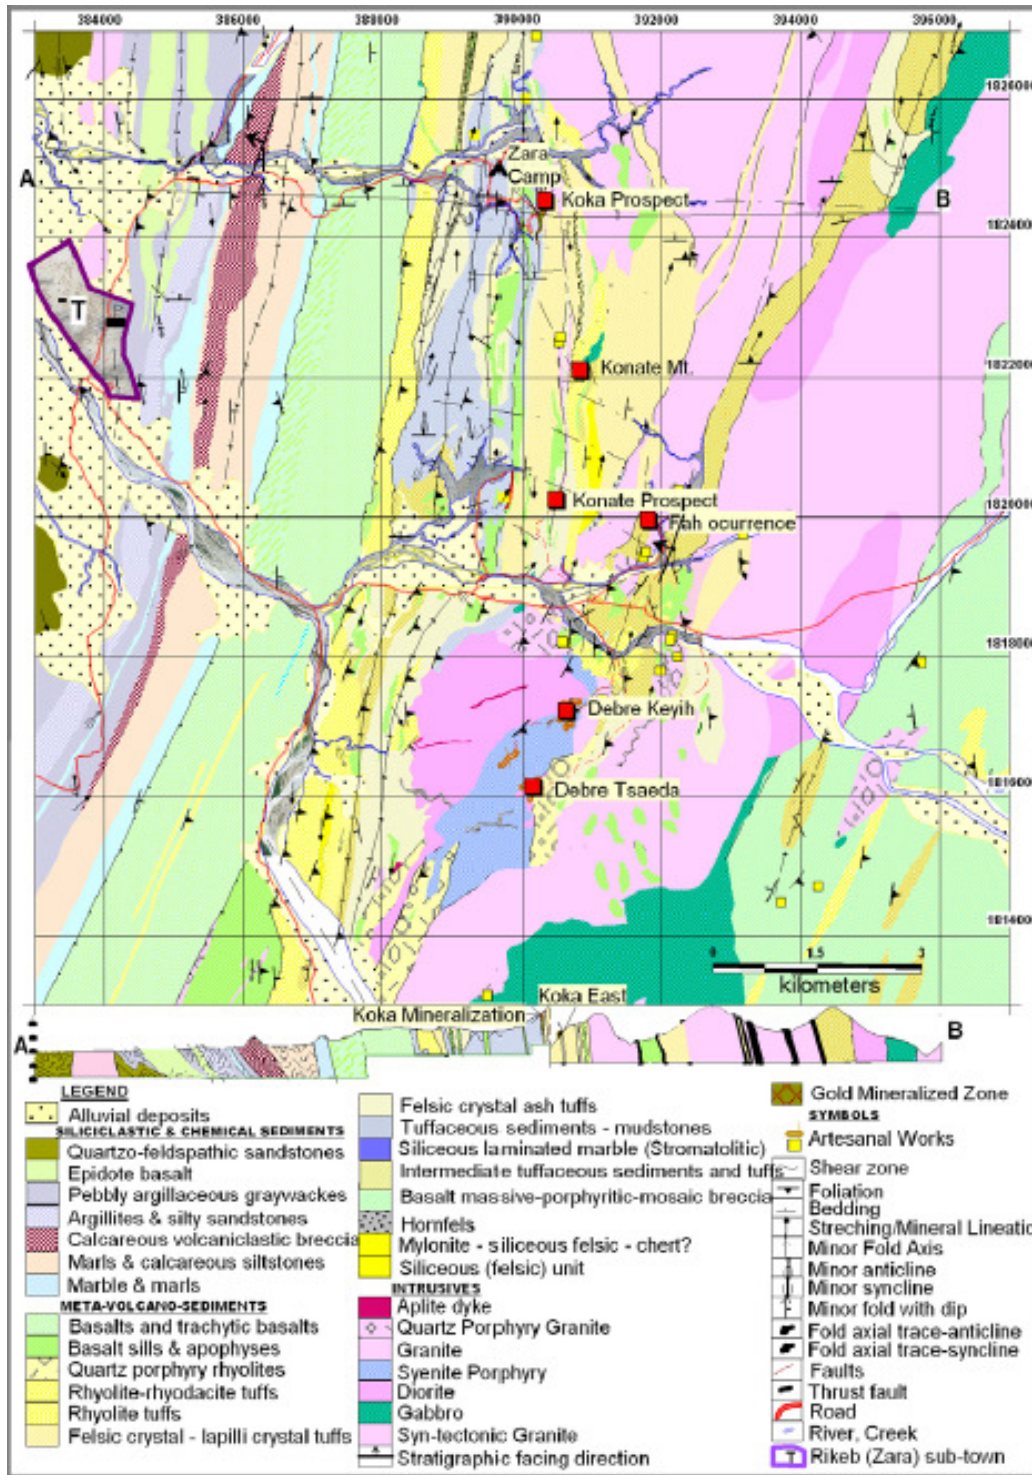 384000 386000 388000 390000 392000 394000 396000
1826000
Zara
Camp
A
Koka Prospect
B
1824000
T
Konate Mt.
1822000
Konate Prospect
1820000
Flah ocurrence
1818000
Debre Keyih
Debre Tsaeda
1816000
1814000
0 1.5 3
kilometers
Koka East
Koka Mineralization
A
B
LEGEND
Alluvial deposits
SILICICLASTIC & CHEMICAL SEDIMENTS
Quartzo-feldspathic sandstones
Epidote basalt
Pebbly argillaceous graywackes
Argillites & silty sandstones
Calcareous volcaniclastic breccia
Marls & calcareous siltstones
Marble & marls
META-VOLCANO-SEDIMENTS
Basalts and trachytic basalts
Basalt sills & apophyses
Quartz porphyry rhyolites
Rhyolite-rhyodacite tuffs
Rhyolite tuffs
Felsic crystal - lapilli crystal tuffs
Felsic crystal ash tuffs
Tuffaceous sediments - mudstones
Siliceous laminated marble (Stromatolitic)
Intermediate tuffaceous sediments and tuffs
Basalt massive-porphyritic-mosaic breccia
Hornfels
Mylonite - siliceous felsic - chert?
Siliceous (felsic) unit
INTRUSIVES
Aplite dyke
Quartz Porphyry Granite
Granite
Syenite Porphyry
Diorite
Gabbro
Syn-tectonic Granite
Stratigraphic facing direction
Gold Mineralized Zone
SYMBOLS
Artesanal Works
Shear zone
Foliation
Bedding
Streching/Mineral Lineatio
Minor Fold Axis
Minor anticline
Minor syncline
Minor fold with dip
Fold axial trace-anticline
Fold axial trace-syncline
Faults
Thrust fault
Road
River, Creek
T Rikeb (Zara) sub-town